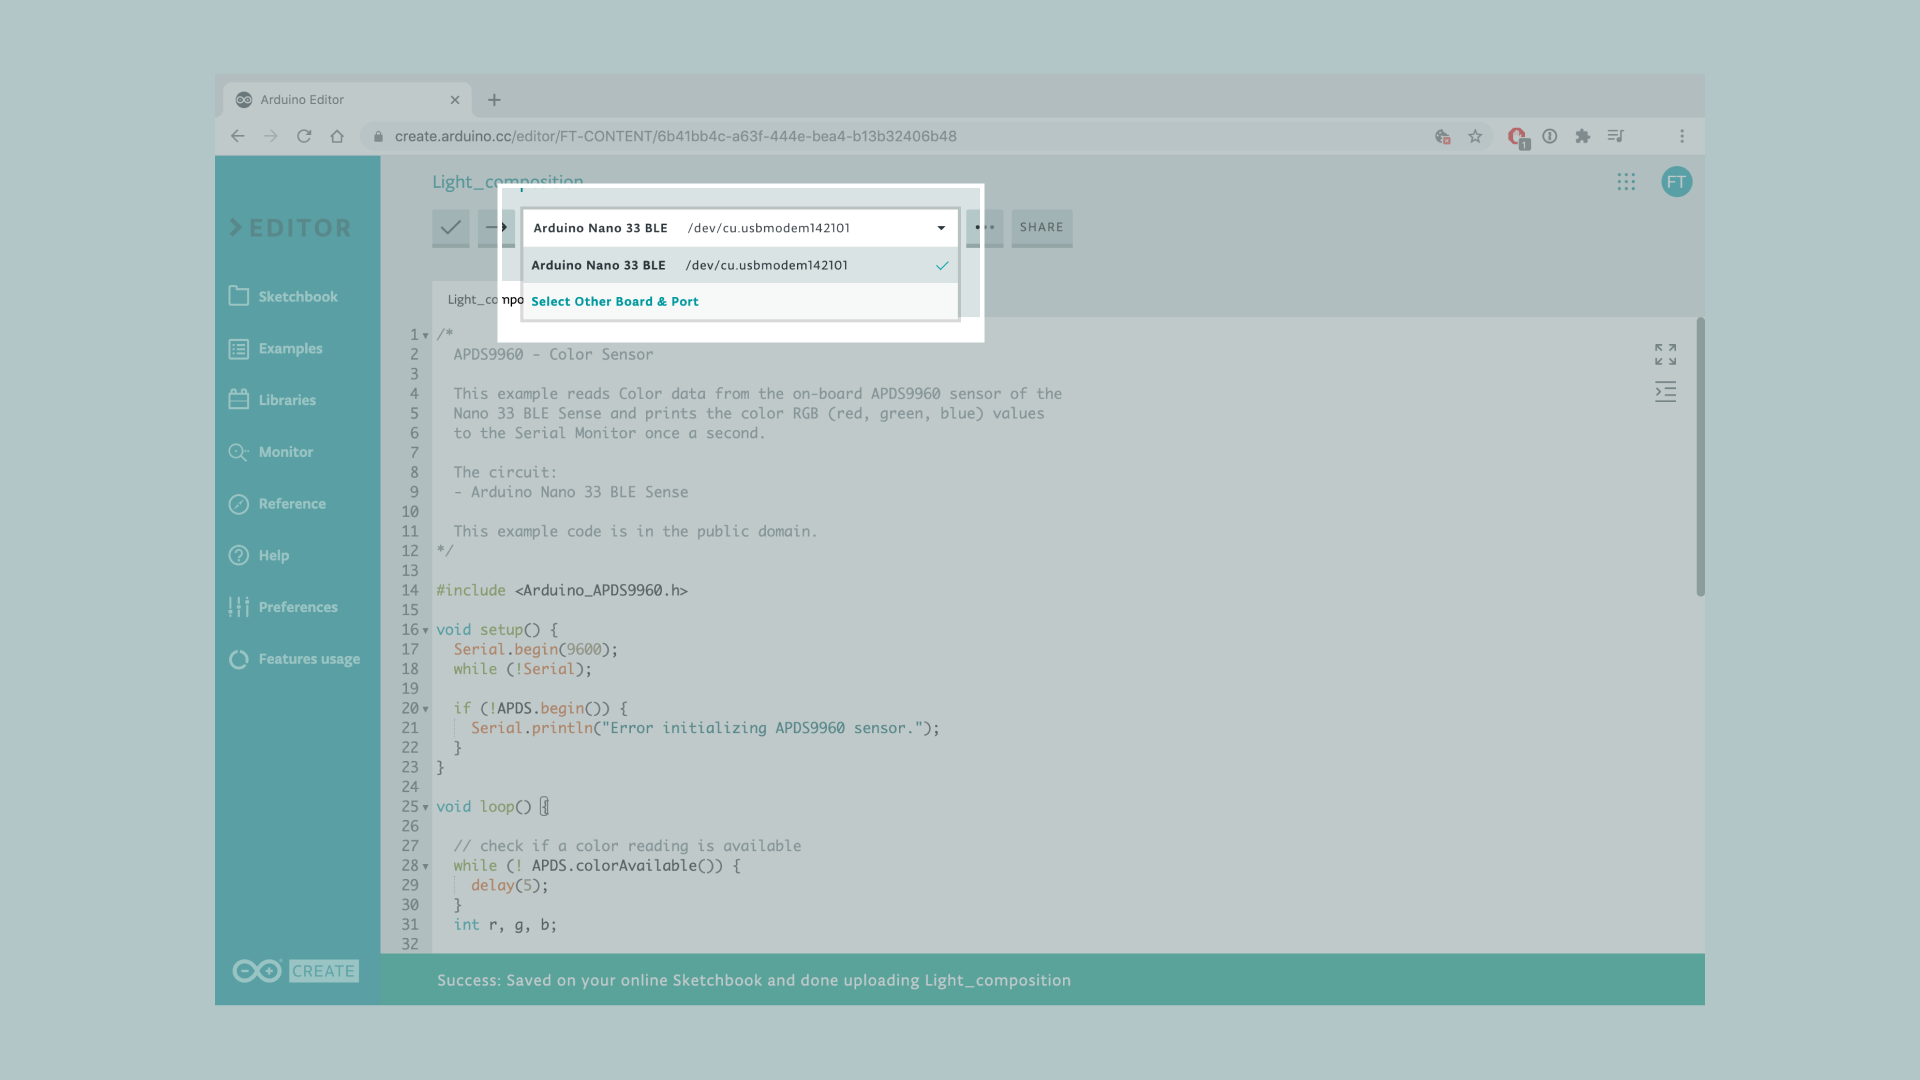 Arduino Editor
create.arduino.cc/editor/FT-CONTENT/6b41bb4c-a63f-444e-bea4-b13b32406b48
1
Light_composition
FT
EDITOR
Arduino Nano 33 BLE /dev/cu.usbmodem142101
SHARE
Arduino Nano 33 BLE /dev/cu.usbmodem142101
Select Other Board & Port
Light_compo
Sketchbook
Examples
Libraries
Monitor
Reference
Help
Preferences
Features usage
CREATE
1 /*
2 APDS9960 - Color Sensor
3
4 This example reads Color data from the on-board APDS9960 sensor of the
5 Nano 33 BLE Sense and prints the color RGB (red, green, blue) values
6 to the Serial Monitor once a second.
7
8 The circuit:
9 - Arduino Nano 33 BLE Sense
10
11 This example code is in the public domain.
12 */
13
14 #include <Arduino_APDS9960.h>
15
16 void setup() {
17 Serial.begin(9600);
18 while (!Serial);
19
20 if (!APDS.begin()) {
21 Serial.println("Error initializing APDS9960 sensor.");
22 }
23 }
24
25 void loop() {
26
27 // check if a color reading is available
28 while (! APDS.colorAvailable()) {
29 delay(5);
30 }
31 int r, g, b;
32
Success: Saved on your online Sketchbook and done uploading Light_composition